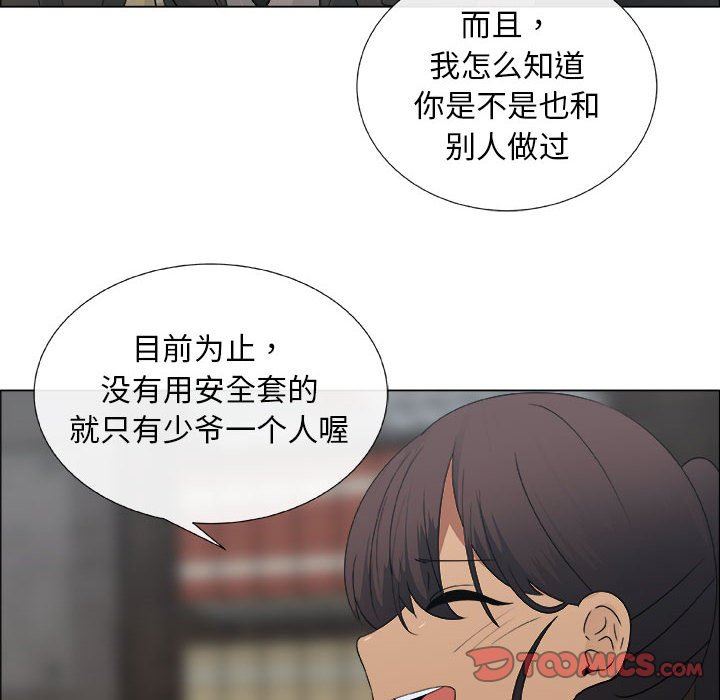 而且，
我怎么知道
你是不是也和
别人做过
目前为止，
没有用安全套的
就只有少爷一个人喔
TOOMICS.COM